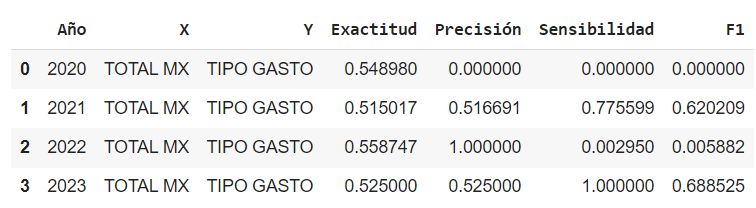 Año X Y Exactitud Precisión Sensibilidad F1
0 2020 TOTAL MX TIPO GASTO 0.548980 0.000000 0.000000 0.000000
1 2021 TOTAL MX TIPO GASTO 0.515017 0.516691 0.775599 0.620209
2 2022 TOTAL MX TIPO GASTO 0.558747 1.000000 0.002950 0.005882
3 2023 TOTAL MX TIPO GASTO 0.525000 0.525000 1.000000 0.688525